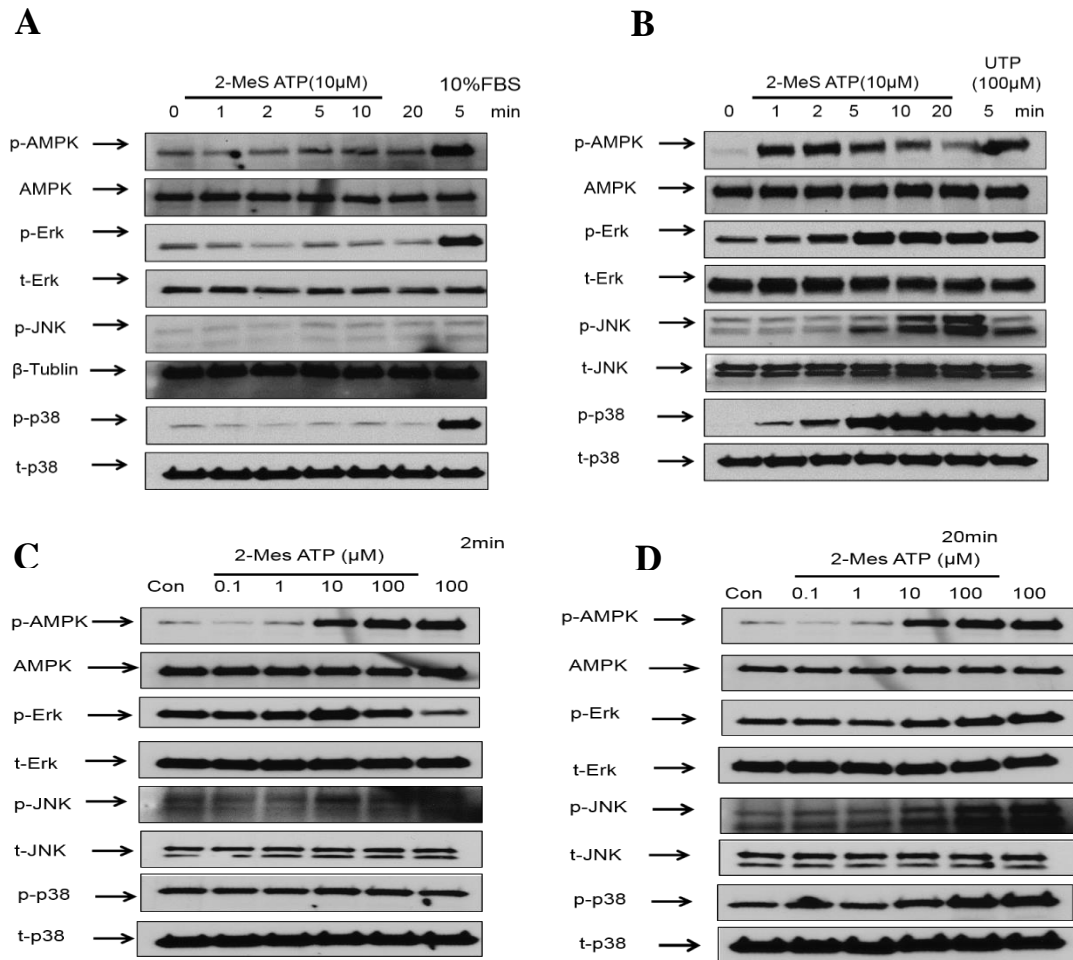 A
2-MeS ATP(10µM)
10%FBS
0 1 2 5 10 20 5 min
p-AMPK
AMPK
p-Erk
t-Erk
p-JNK
β-Tublin
p-p38
t-p38
B
2-MeS ATP(10µM)
UTP
(100µM)
0 1 2 5 10 20 5 min
p-AMPK
AMPK
p-Erk
t-Erk
p-JNK
t-JNK
p-p38
t-p38
C
2-Mes ATP (µM)
2min
Con 0.1 1 10 100 100
p-AMPK
AMPK
p-Erk
t-Erk
p-JNK
t-JNK
p-p38
t-p38
D
20min
2-Mes ATP (µM)
Con 0.1 1 10 100 100
p-AMPK
AMPK
p-Erk
t-Erk
p-JNK
t-JNK
p-p38
t-p38